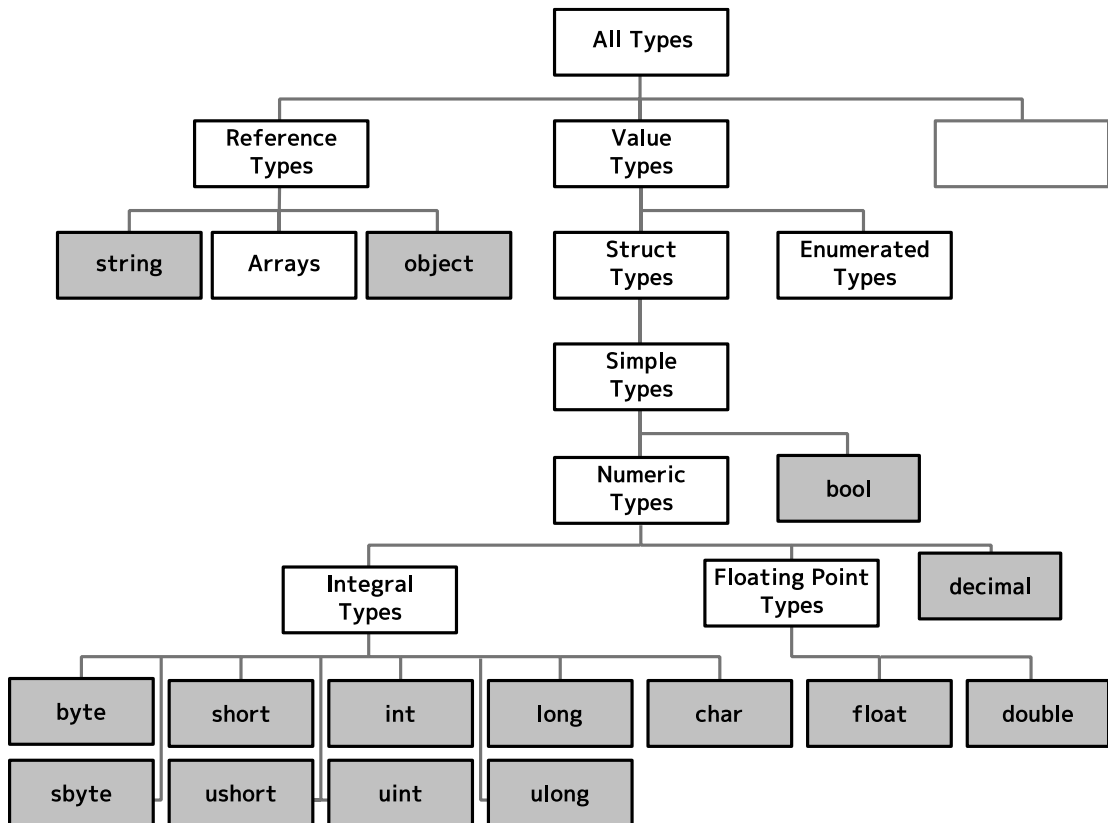 All Types
Reference
Types
Value
Types
string
Arrays
object
Struct
Types
Enumerated
Types
Simple
Types
Numeric
Types
bool
Integral
Types
Floating Point
Types
decimal
byte
short
int
long
char
float
double
sbyte
ushort
uint
ulong